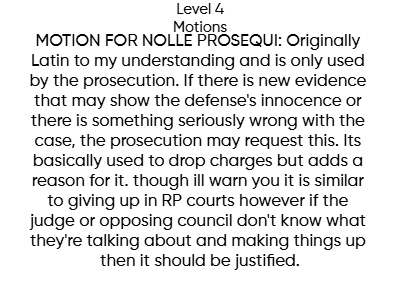 Level 4
Motions
MOTION FOR NOLLE PROSEQUI: Originally
Latin to my understanding and is only used
by the prosecution. If there is new evidence
that may show the defense's innocence or
there is something seriously wrong with the
case, the prosecution may request this. Its
basically used to drop charges but adds a
reason for it. though ill warn you it is similar
to giving up in RP courts however if the
judge or opposing council don't know what
they're talking about and making things up
then it should be justified.